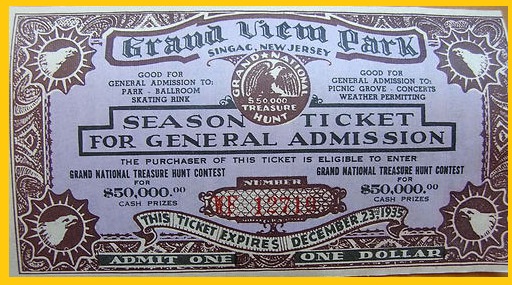 Grand View Park
SINGAC, NEW JERSEY
GOOD FOR
GENERAL ADMISSION TO:
PARK - BALLROOM
SKATING RINK
GRAND NATIONAL
$50,000
TREASURE
HUNT
GOOD FOR
GENERAL ADMISSION TO:
PICNIC GROVE - CONCERTS
WEATHER PERMITTING
SEASON TICKET
FOR GENERAL ADMISSION
THE PURCHASER OF THIS TICKET IS ELIGIBLE TO ENTER
GRAND NATIONAL TREASURE HUNT CONTEST
FOR
$50,000.00
CASH PRIZES
NUMBER
GRAND NATIONAL TREASURE HUNT CONTEST
FOR
$50,000.00
CASH PRIZES
THIS TICKET EXPIRES DECEMBER 23, 1935
ADMIT ONE ONE DOLLAR